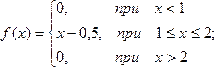 0, при x < 1
f(x) = { x − 0,5, при 1 ≤ x ≤ 2;
0, при x > 2